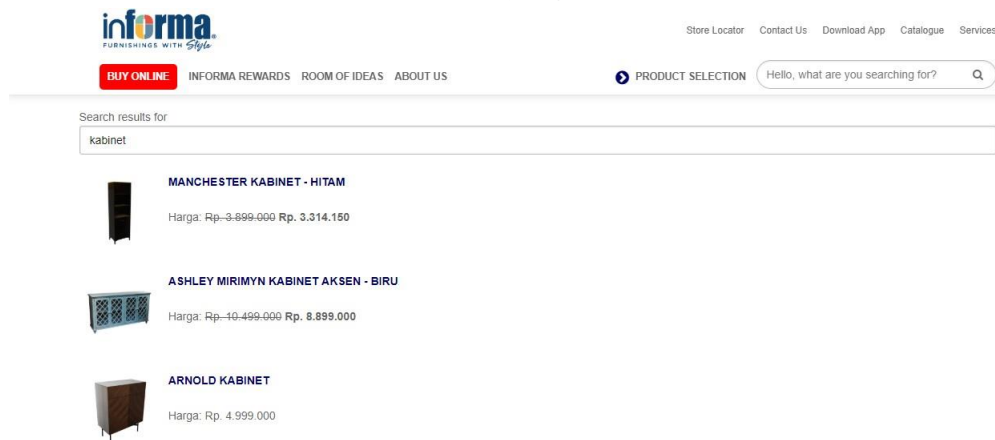 informa
FURNISHINGS WITH Style
Store Locator Contact Us Download App Catalogue Services
BUY ONLINE INFORMA REWARDS ROOM OF IDEAS ABOUT US PRODUCT SELECTION Hello, what are you searching for?
Search results for
kabinet
MANCHESTER KABINET - HITAM
Harga: Rp. 3.899.000 Rp. 3.314.150
ASHLEY MIRIMYN KABINET AKSEN - BIRU
Harga: Rp. 10.499.000 Rp. 8.899.000
ARNOLD KABINET
Harga: Rp. 4.999.000